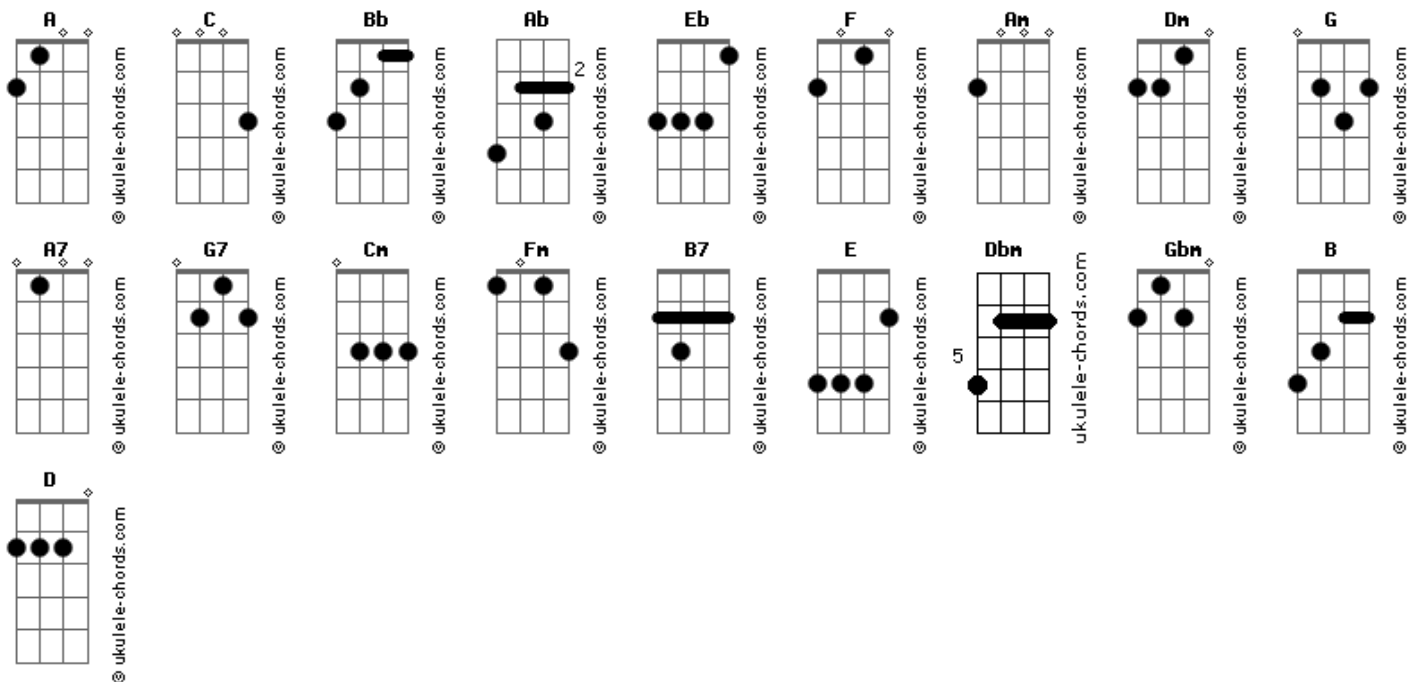 A C Bb Ab Eb F Am Dm G
2
© ukulele-chords.com © ukulele-chords.com © ukulele-chords.com © ukulele-chords.com © ukulele-chords.com © ukulele-chords.com © ukulele-chords.com © ukulele-chords.com © ukulele-chords.com
A7 G7 Cm Fm B7 E Dbm Gbm B
5
© ukulele-chords.com © ukulele-chords.com © ukulele-chords.com © ukulele-chords.com © ukulele-chords.com © ukulele-chords.com ukulele-chords.com © ukulele-chords.com © ukulele-chords.com
D
© ukulele-chords.com